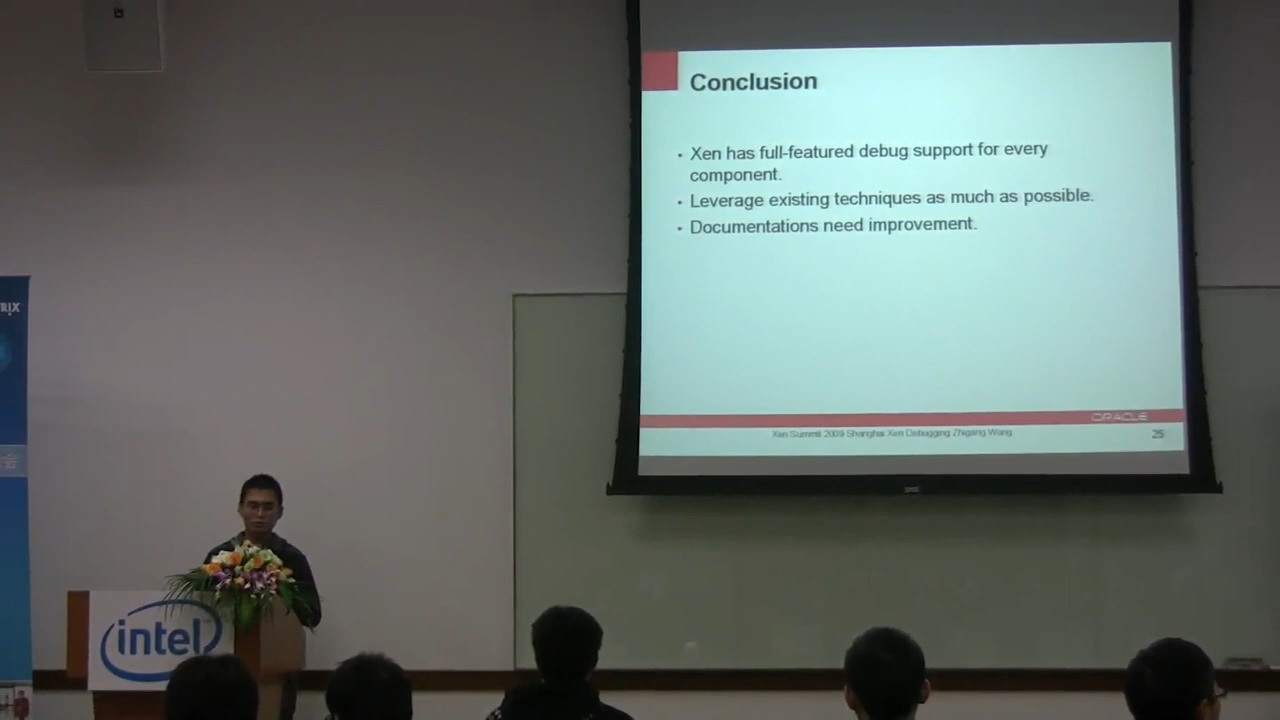 Conclusion
• Xen has full-featured debug support for every
component.
• Leverage existing techniques as much as possible.
• Documentations need improvement.
ORACLE
Xen Summit 2009 Shanghai Xen Debugging Zhigang Wang
25
RIX
intel